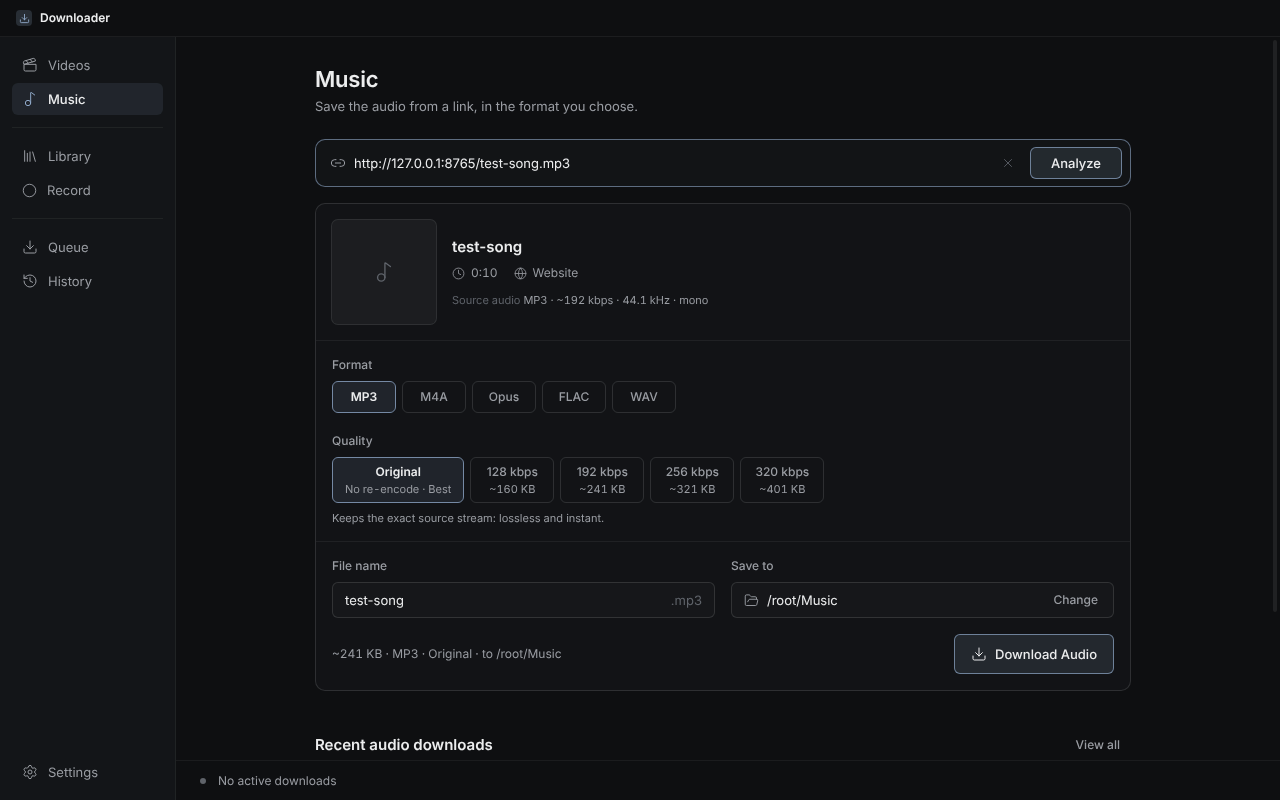 Downloader
Videos
Music
Library
Record
Queue
History
Settings
Music
Save the audio from a link, in the format you choose.
http://127.0.0.1:8765/test-song.mp3
Analyze
test-song
0:10 Website
Source audio MP3 · ~192 kbps · 44.1 kHz · mono
Format
MP3 M4A Opus FLAC WAV
Quality
Original 128 kbps 192 kbps 256 kbps 320 kbps
No re-encode · Best ~160 KB ~241 KB ~321 KB ~401 KB
Keeps the exact source stream: lossless and instant.
File name Save to
test-song .mp3 /root/Music Change
~241 KB · MP3 · Original · to /root/Music Download Audio
Recent audio downloads View all
No active downloads